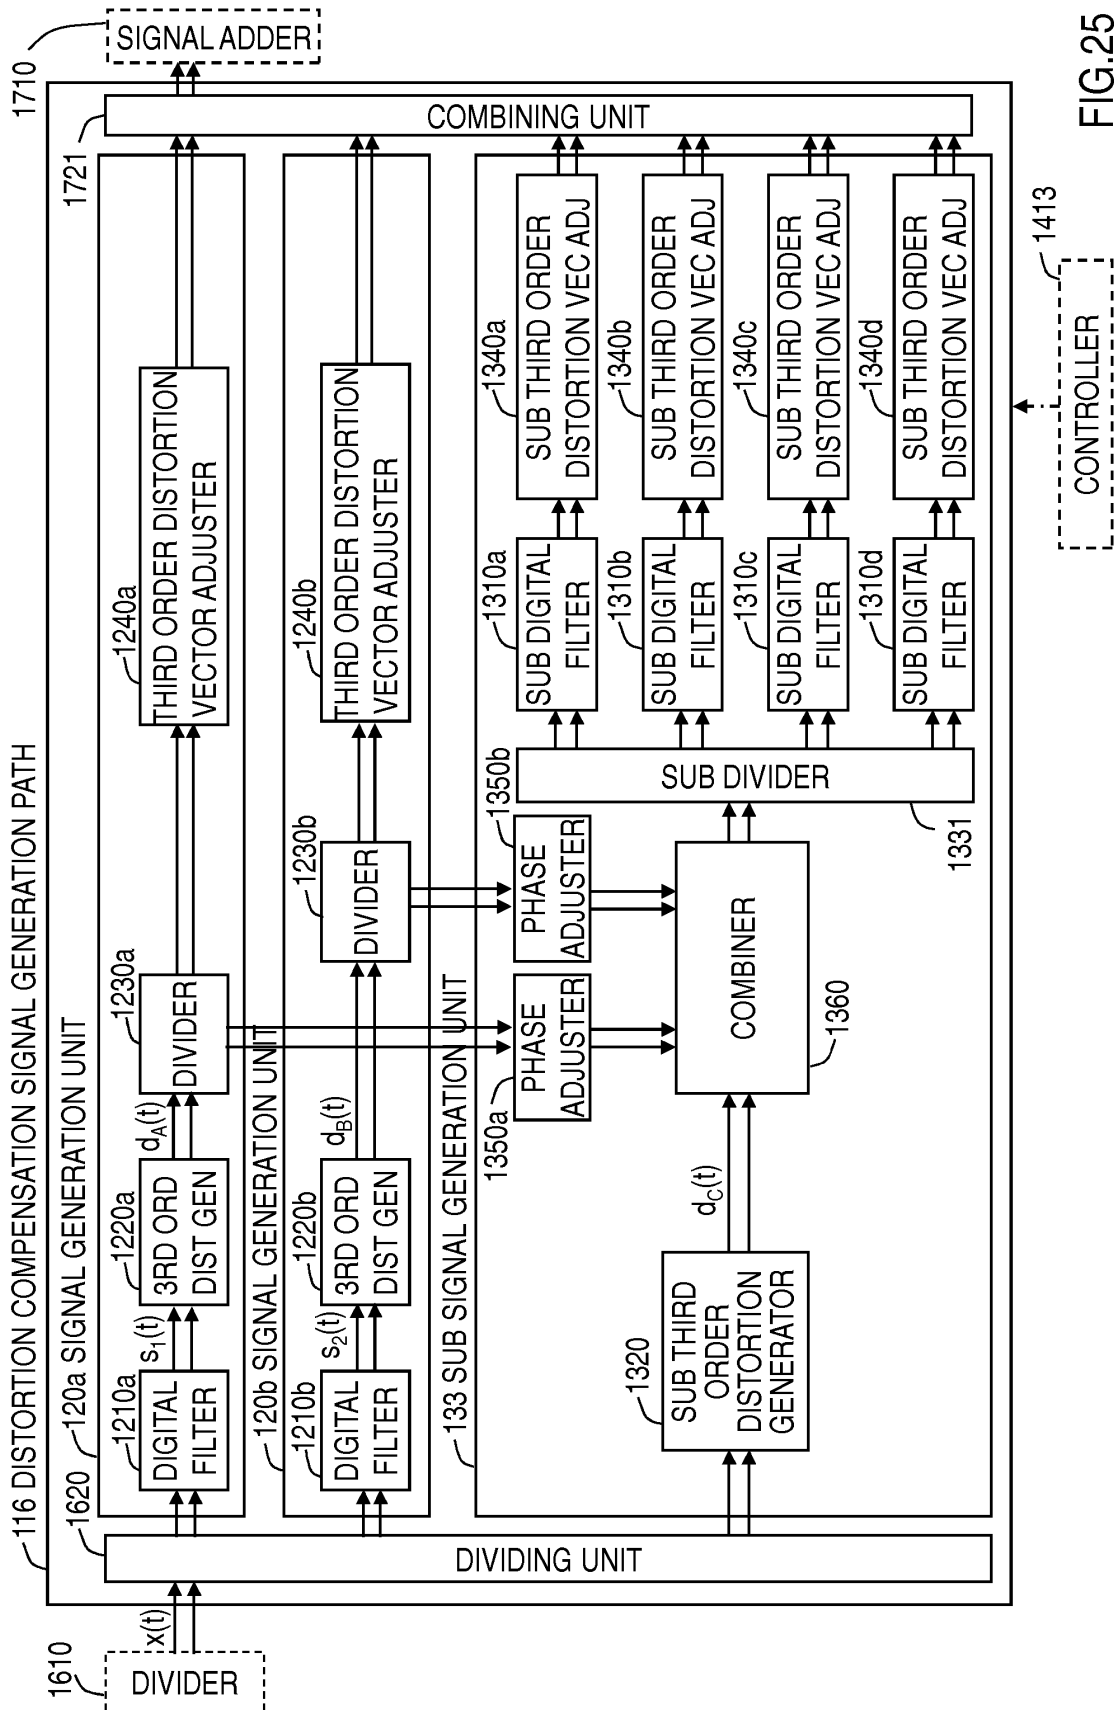 1610
DIVIDER
x(t)
116 DISTORTION COMPENSATION SIGNAL GENERATION PATH
1620
DIVIDING UNIT
120a SIGNAL GENERATION UNIT
1210a
DIGITAL
FILTER
s1(t)
1220a
3RD ORD
DIST GEN
dA(t)
1230a
DIVIDER
1240a
THIRD ORDER DISTORTION
VECTOR ADJUSTER
120b SIGNAL GENERATION UNIT
1210b
DIGITAL
FILTER
s2(t)
1220b
3RD ORD
DIST GEN
dB(t)
1230b
DIVIDER
1240b
THIRD ORDER DISTORTION
VECTOR ADJUSTER
133 SUB SIGNAL GENERATION UNIT
1320
SUB THIRD
ORDER
DISTORTION
GENERATOR
dC(t)
1350a
PHASE
ADJUSTER
1350b
PHASE
ADJUSTER
COMBINER
1360
SUB DIVIDER
1331
1310a
SUB DIGITAL
FILTER
1340a
SUB THIRD ORDER
DISTORTION VEC ADJ
1310b
SUB DIGITAL
FILTER
1340b
SUB THIRD ORDER
DISTORTION VEC ADJ
1310c
SUB DIGITAL
FILTER
1340c
SUB THIRD ORDER
DISTORTION VEC ADJ
1310d
SUB DIGITAL
FILTER
1340d
SUB THIRD ORDER
DISTORTION VEC ADJ
1721
COMBINING UNIT
1710
SIGNAL ADDER
1413
CONTROLLER
FIG.25